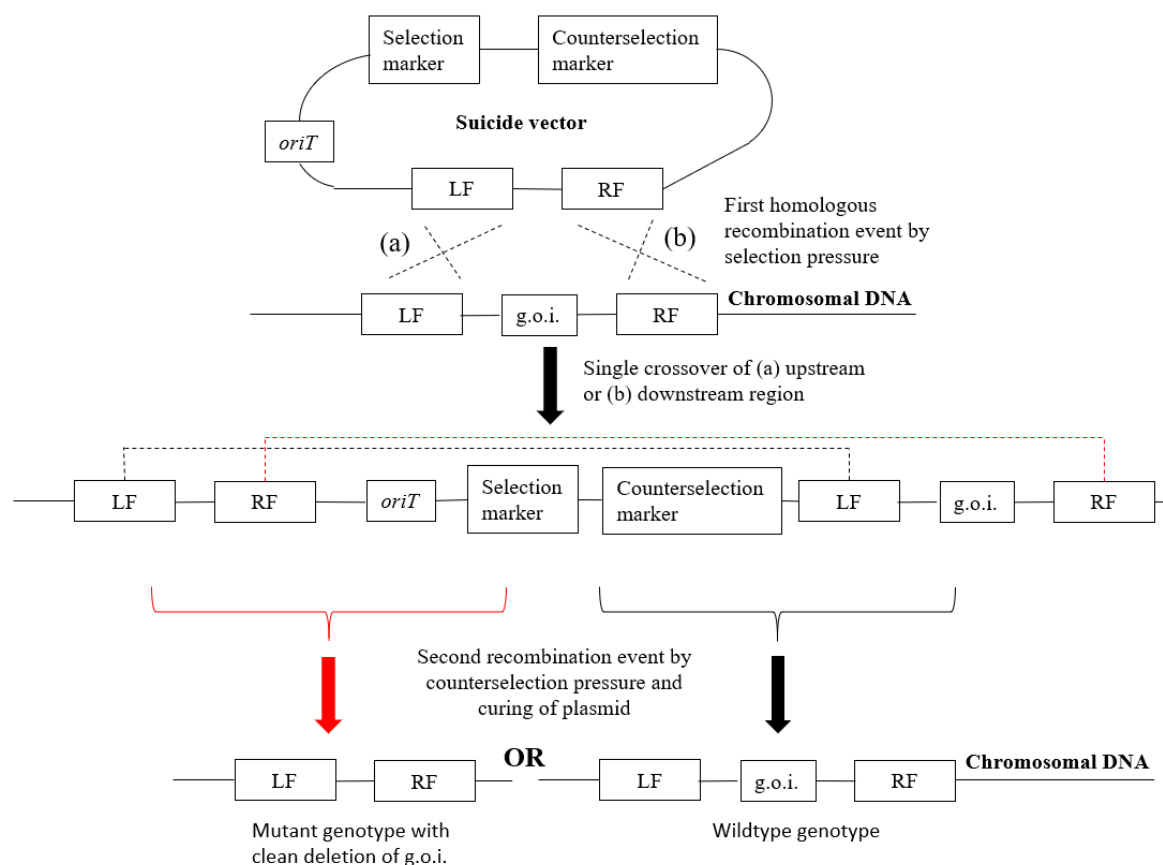 Selection
marker
Counterselection
marker
Suicide vector
oriT
LF
RF
First homologous
recombination event by
selection pressure
(a)
(b)
Chromosomal DNA
LF
g.o.i.
RF
Single crossover of (a) upstream
or (b) downstream region
LF
RF
oriT
Selection
marker
Counterselection
marker
LF
g.o.i.
RF
Second recombination event by
counterselection pressure and
curing of plasmid
LF
RF
OR
LF
g.o.i.
RF
Chromosomal DNA
Mutant genotype with
clean deletion of g.o.i.
Wildtype genotype